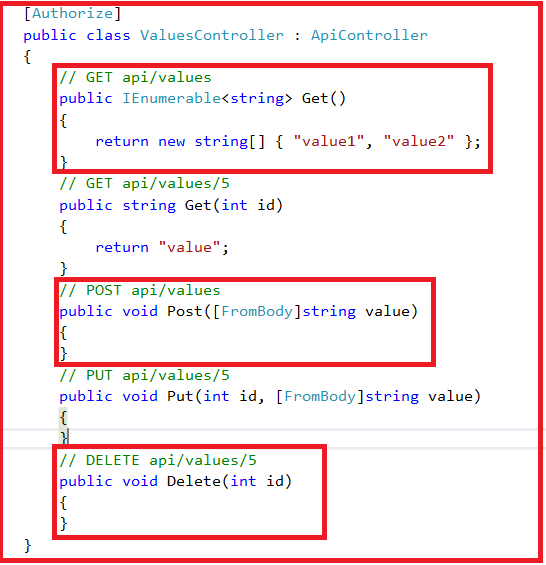 [Authorize]
public class ValuesController : ApiController
{
// GET api/values
public IEnumerable<string> Get()
{
return new string[] { "value1", "value2" };
}
// GET api/values/5
public string Get(int id)
{
return "value";
}
// POST api/values
public void Post([FromBody]string value)
{
}
// PUT api/values/5
public void Put(int id, [FromBody]string value)
{
}
// DELETE api/values/5
public void Delete(int id)
{
}
}